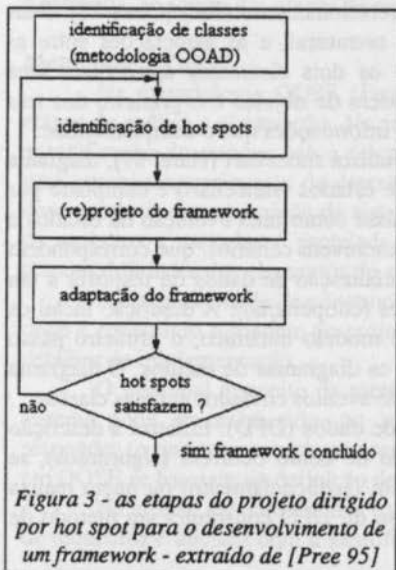 identificação de classes
(metodologia OOAD)
identificação de hot spots
(re)projeto do framework
adaptação do framework
hot spots
satisfazem ?
não
sim: framework concluído
Figura 3 - as etapas do projeto dirigido
por hot spot para o desenvolvimento de
um framework - extraído de [Pree 95]